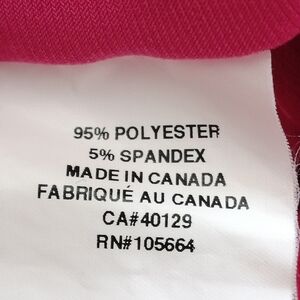 95% POLYESTER
5% SPANDEX
MADE IN CANADA
FABRIQUÉ AU CANADA
CA#40129
RN#105664